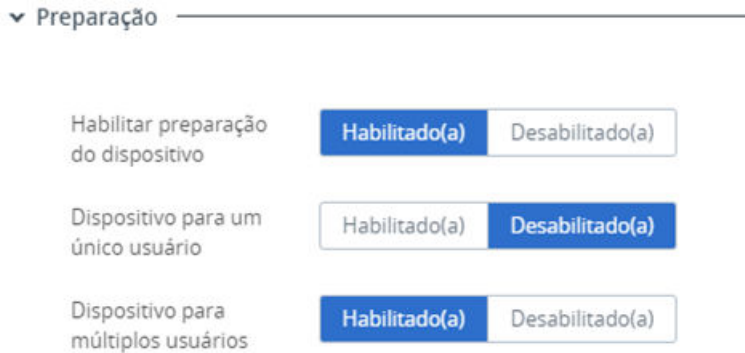 Preparação
Habilitar preparação
do dispositivo
Habilitado(a) Desabilitado(a)
Dispositivo para um
único usuário
Habilitado(a) Desabilitado(a)
Dispositivo para
múltiplos usuários
Habilitado(a) Desabilitado(a)